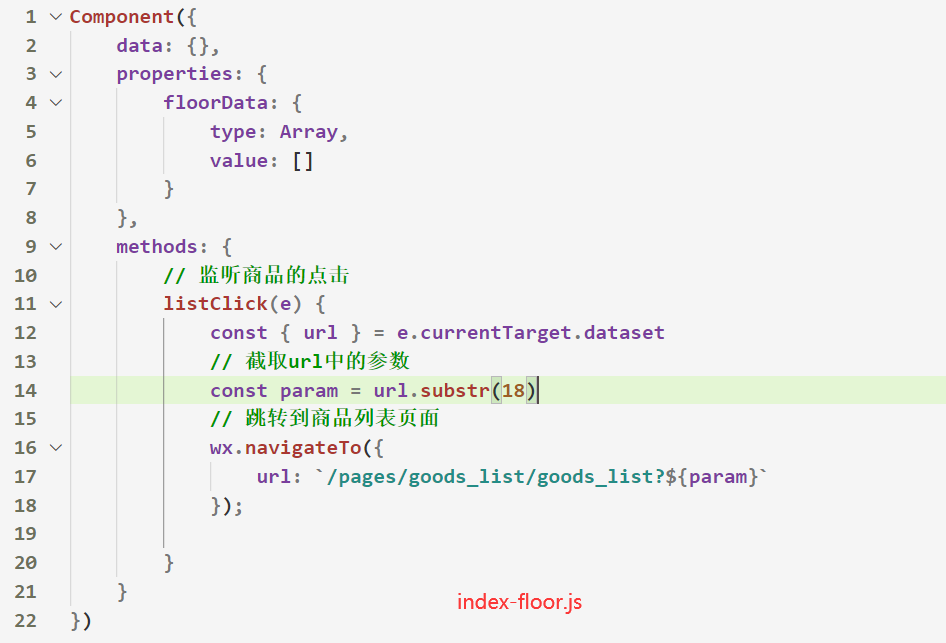 1 Component({
2 data: {},
3 properties: {
4 floorData: {
5 type: Array,
6 value: []
7 }
8 },
9 methods: {
10 // 监听商品的点击
11 listClick(e) {
12 const { url } = e.currentTarget.dataset
13 // 截取url中的参数
14 const param = url.substr(18)
15 // 跳转到商品列表页面
16 wx.navigateTo({
17 url: `/pages/goods_list/goods_list?${param}`
18 });
19
20 }
21 }
22 })
index-floor.js